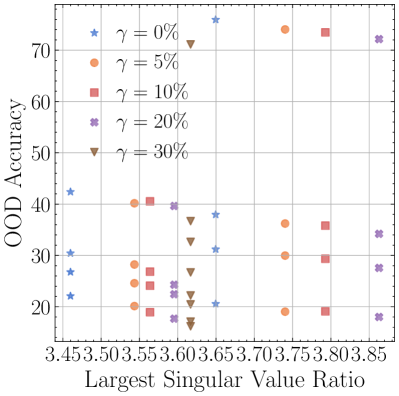 γ = 0%
γ = 5%
γ = 10%
γ = 20%
γ = 30%
70
60
50
40
30
20
OOD Accuracy
3.45 3.50 3.55 3.60 3.65 3.70 3.75 3.80 3.85
Largest Singular Value Ratio